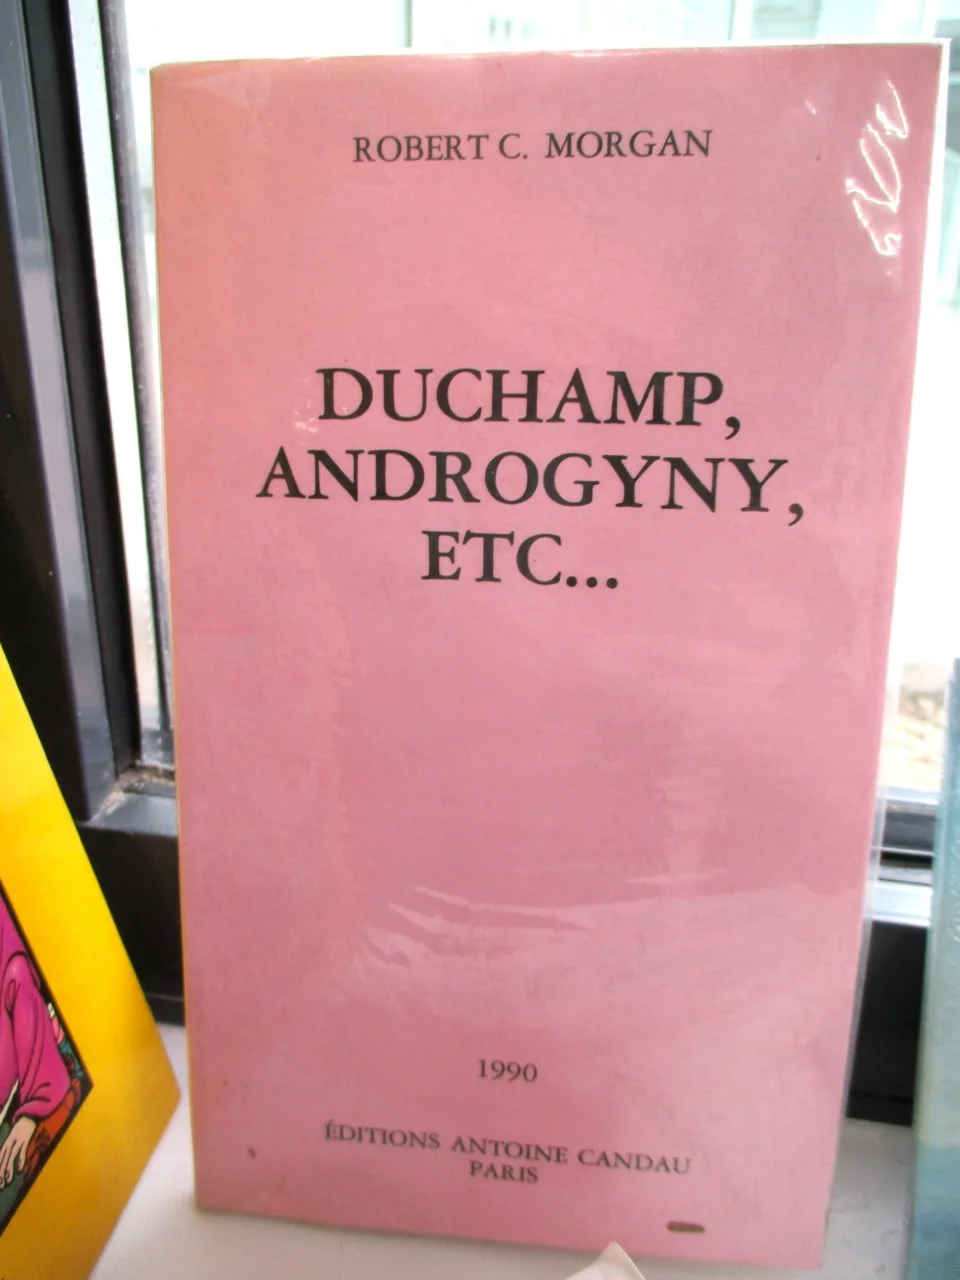 ROBERT C. MORGAN
DUCHAMP,
ANDROGYNY,
ETC...
1990
ÉDITIONS ANTOINE CANDAU
PARIS